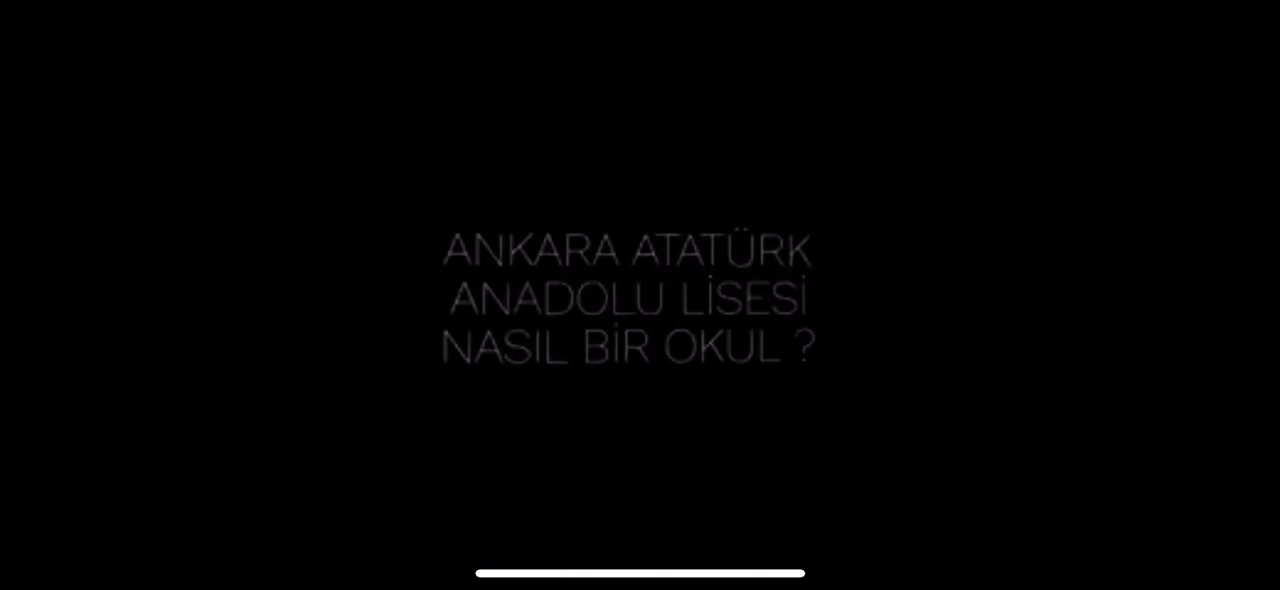 ANKARA ATATÜRK
ANADOLU LİSESİ
NASIL BİR OKUL ?